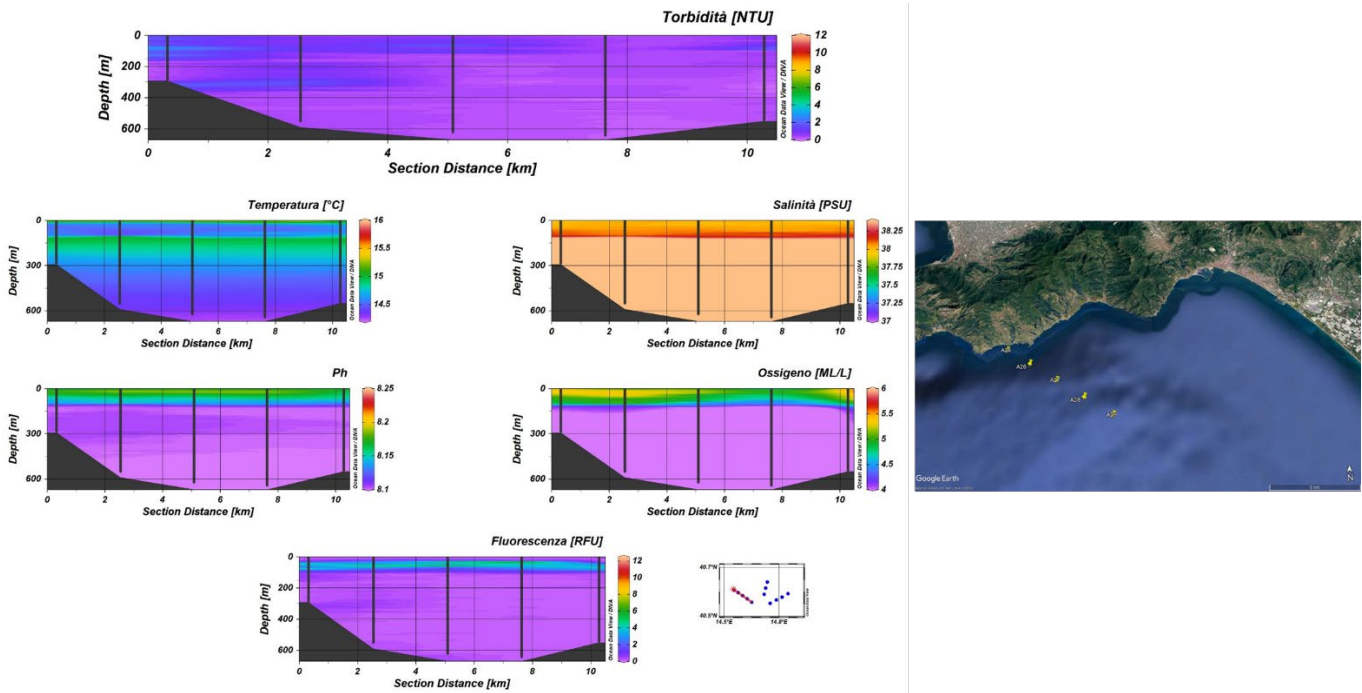 Torbidità [NTU]
Depth [m]
0
200
400
600
0 2 4 6 8 10
Section Distance [km]
12
10
8
6
4
2
0
Ocean Data View / DIVA
Temperatura [°C]
Depth [m]
0
300
600
0 2 4 6 8 10
Section Distance [km]
16
15.5
15
14.5
Ocean Data View / DIVA
Salinità [PSU]
Depth [m]
0
300
600
0 2 4 6 8 10
Section Distance [km]
38.25
38
37.75
37.5
37.25
37
Ocean Data View / DIVA
Ph
Depth [m]
0
300
600
0 2 4 6 8 10
Section Distance [km]
8.25
8.2
8.15
8.1
Ocean Data View / DIVA
Ossigeno [ML/L]
Depth [m]
0
300
600
0 2 4 6 8 10
Section Distance [km]
6
5.5
5
4.5
4
Ocean Data View / DIVA
Fluorescenza [RFU]
Depth [m]
0
200
400
600
0 2 4 6 8 10
Section Distance [km]
12
10
8
6
4
2
0
Ocean Data View / DIVA
40.7°N
40.5°N
14.5°E 14.8°E
Ocean Data View
A26
A28
Google Earth
N